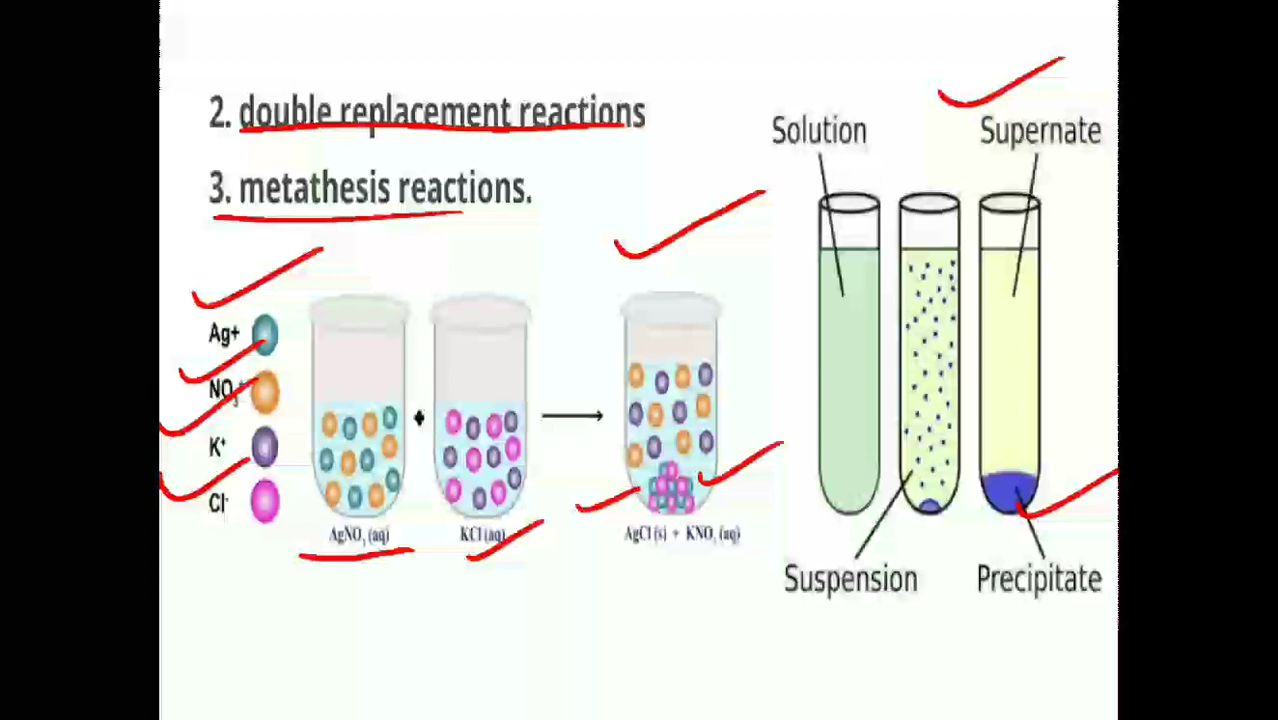 2. double replacement reactions
3. metathesis reactions.
Solution
Supernate
Ag+
NO₃⁻
K⁺
Cl⁻
AgNO₃ (aq)
+
KCl (aq)
AgCl (s) + KNO₃ (aq)
Suspension
Precipitate